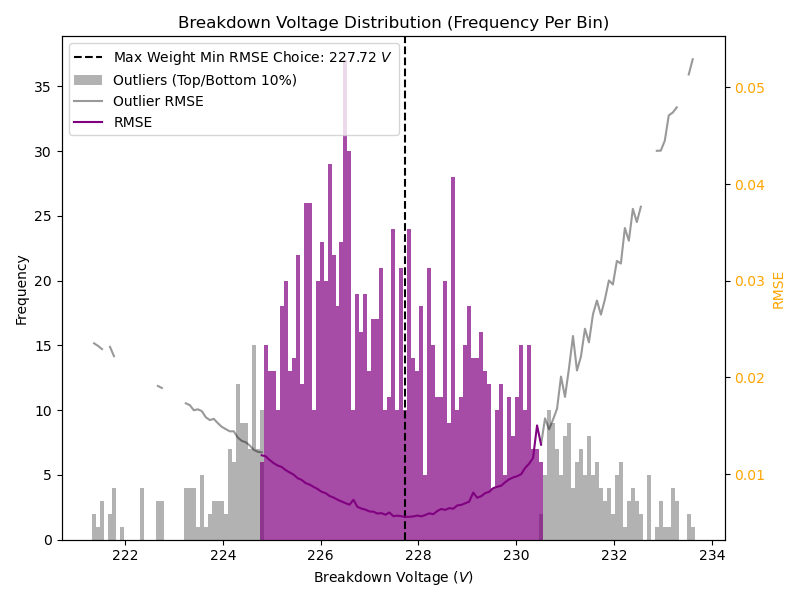 Breakdown Voltage Distribution (Frequency Per Bin)
Max Weight Min RMSE Choice: 227.72 V
Outliers (Top/Bottom 10%)
Outlier RMSE
RMSE
35
30
25
20
15
10
5
0
Frequency
0.05
0.04
0.03
0.02
0.01
RMSE
222
224
226
228
230
232
234
Breakdown Voltage (V)